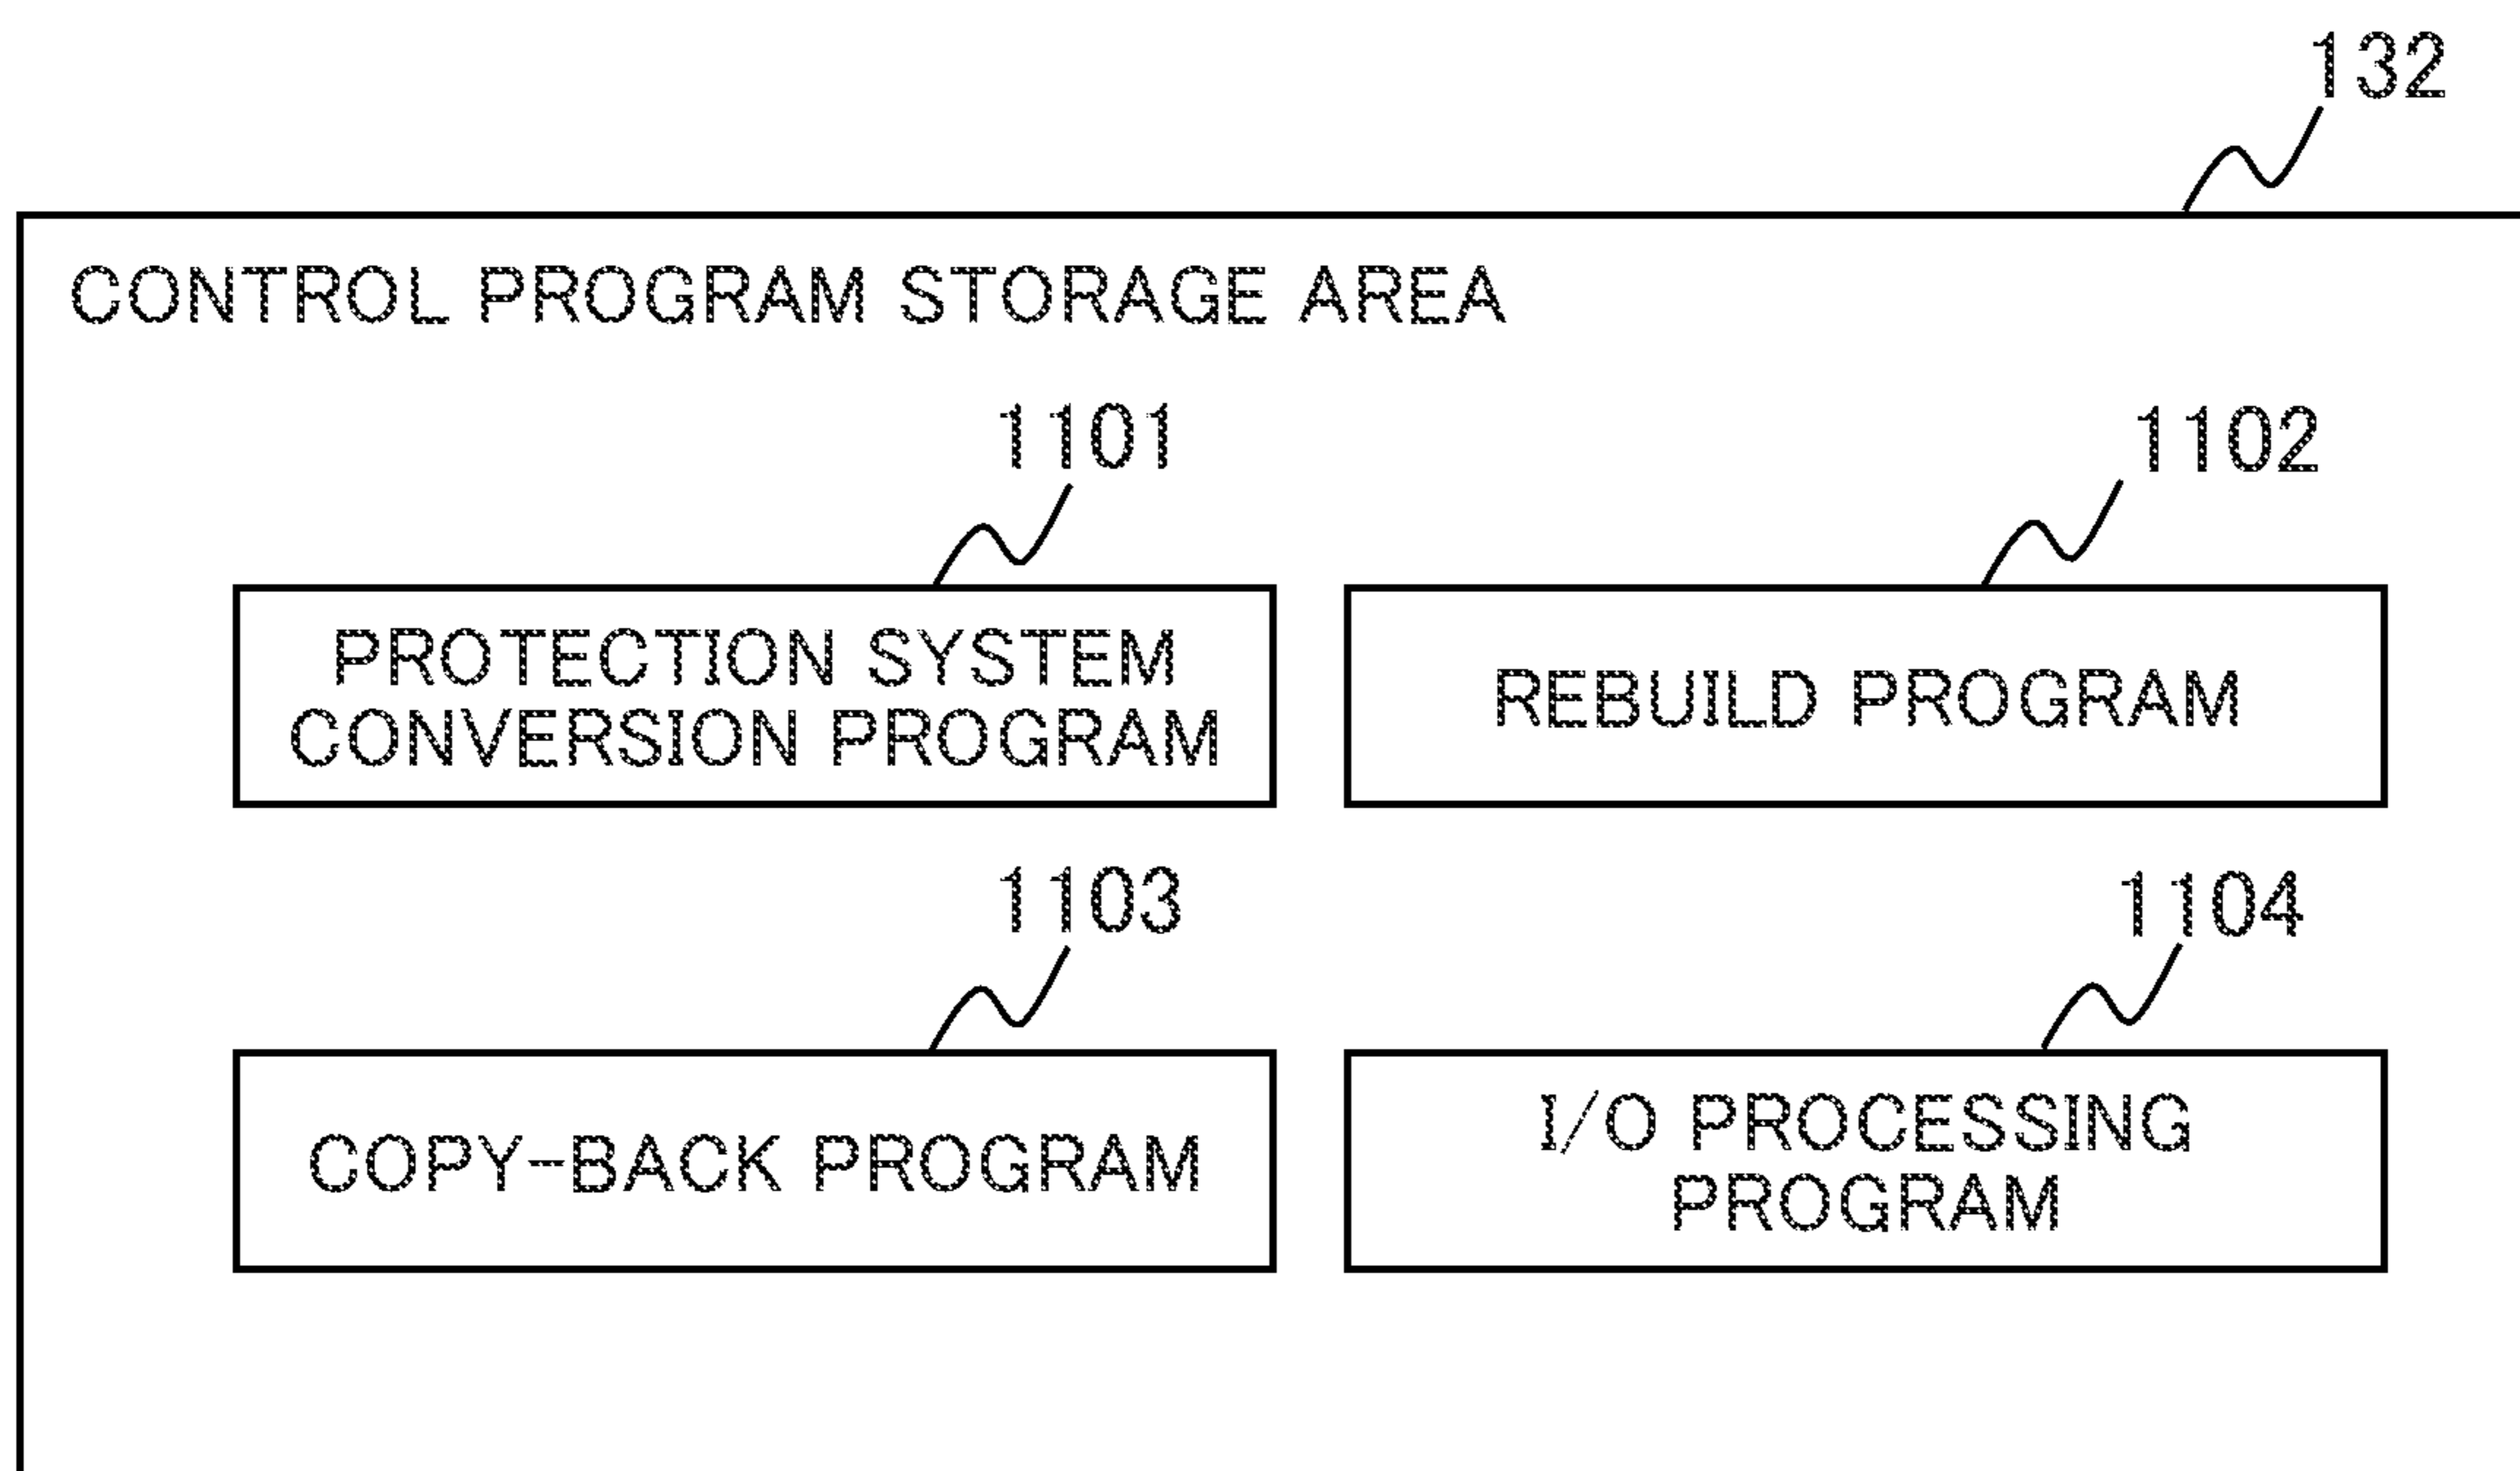 132
CONTROL PROGRAM STORAGE AREA
1101
1102
PROTECTION SYSTEM
CONVERSION PROGRAM
REBUILD PROGRAM
1103
1104
COPY-BACK PROGRAM
I/O PROCESSING
PROGRAM